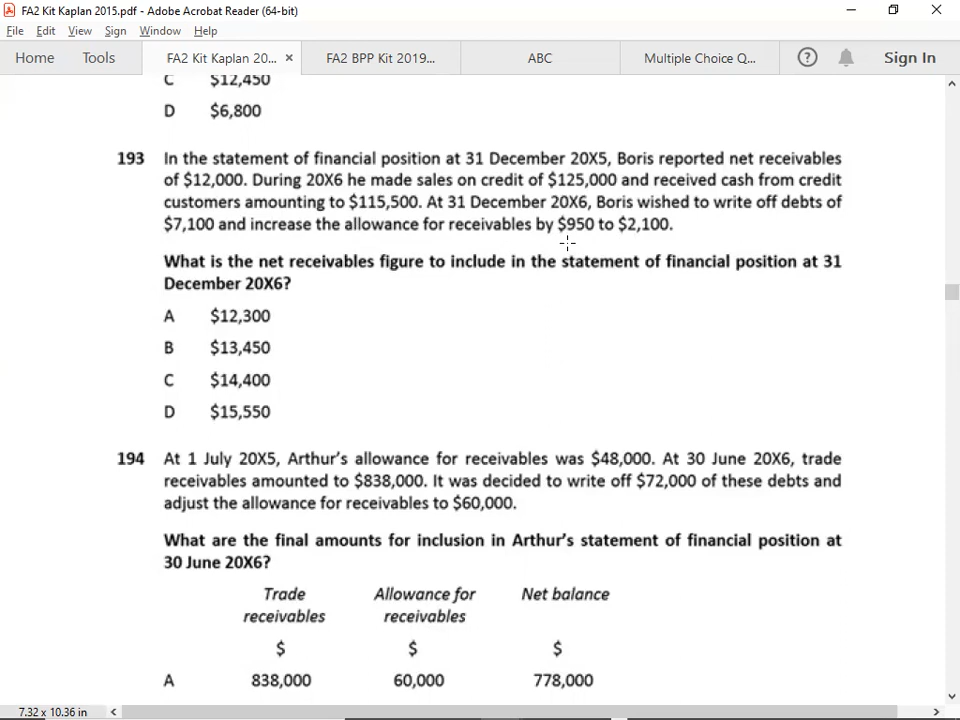 FA2 Kit Kaplan 2015.pdf - Adobe Acrobat Reader (64-bit)
File Edit View Sign Window Help
Home Tools FA2 Kit Kaplan 20... × FA2 BPP Kit 2019... ABC Multiple Choice Q... ? Sign In
C $12,450
D $6,800
193 In the statement of financial position at 31 December 20X5, Boris reported net receivables
of $12,000. During 20X6 he made sales on credit of $125,000 and received cash from credit
customers amounting to $115,500. At 31 December 20X6, Boris wished to write off debts of
$7,100 and increase the allowance for receivables by $950 to $2,100.
What is the net receivables figure to include in the statement of financial position at 31
December 20X6?
A $12,300
B $13,450
C $14,400
D $15,550
194 At 1 July 20X5, Arthur's allowance for receivables was $48,000. At 30 June 20X6, trade
receivables amounted to $838,000. It was decided to write off $72,000 of these debts and
adjust the allowance for receivables to $60,000.
What are the final amounts for inclusion in Arthur's statement of financial position at
30 June 20X6?
Trade Allowance for Net balance
receivables receivables
$ $ $
A 838,000 60,000 778,000
7.32 x 10.36 in